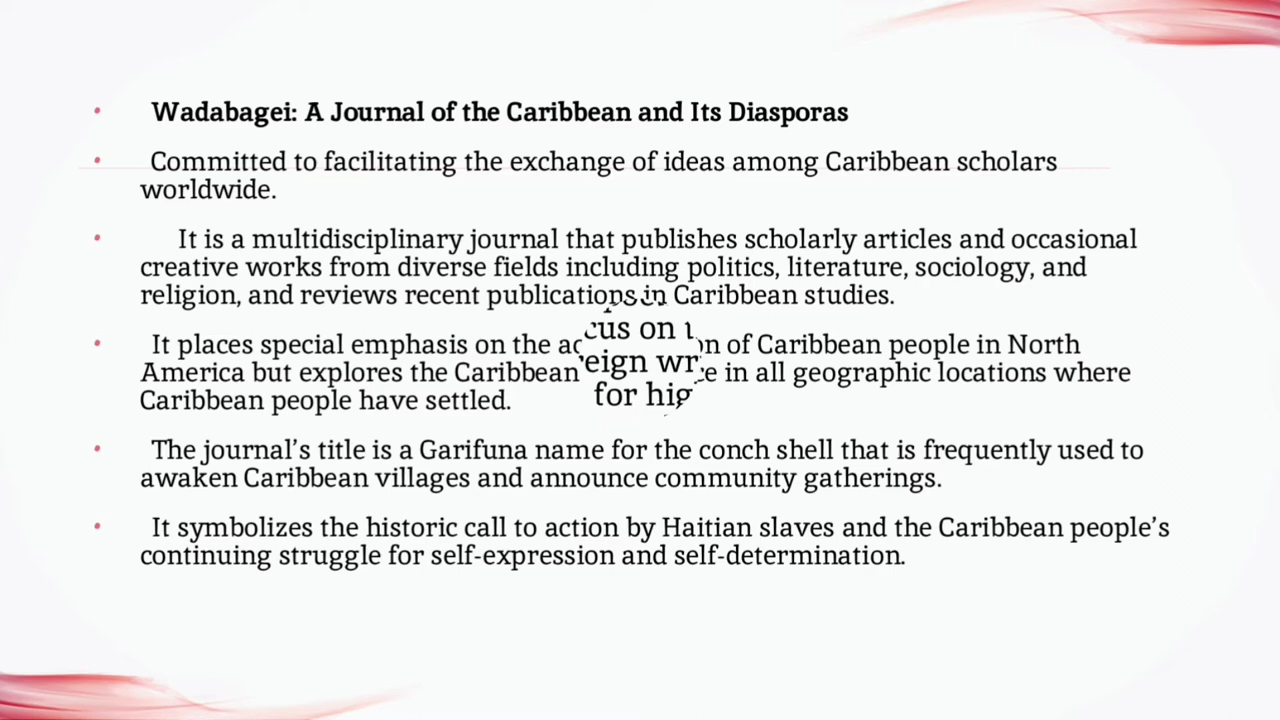 Wadabagei: A Journal of the Caribbean and Its Diasporas
Committed to facilitating the exchange of ideas among Caribbean scholars
worldwide.
It is a multidisciplinary journal that publishes scholarly articles and occasional
creative works from diverse fields including politics, literature, sociology, and
religion, and reviews recent publications in Caribbean studies.
It places special emphasis on the of Caribbean people in North
America but explores the Caribbean in all geographic locations where
Caribbean people have settled.
The journal’s title is a Garifuna name for the conch shell that is frequently used to
awaken Caribbean villages and announce community gatherings.
It symbolizes the historic call to action by Haitian slaves and the Caribbean people’s
continuing struggle for self-expression and self-determination.